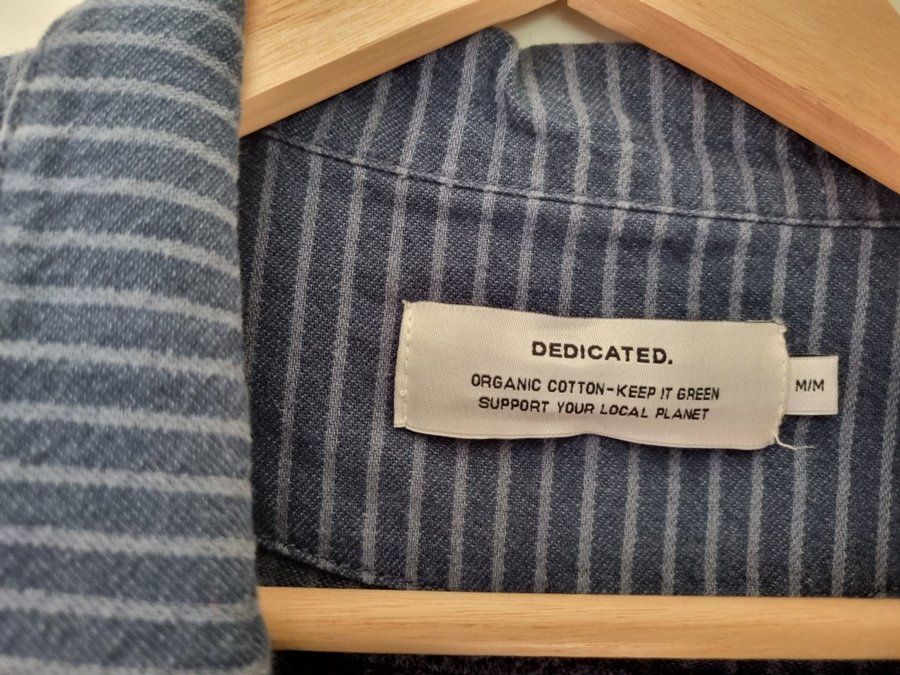 DEDICATED.
ORGANIC COTTON-KEEP IT GREEN
SUPPORT YOUR LOCAL PLANET
M/M